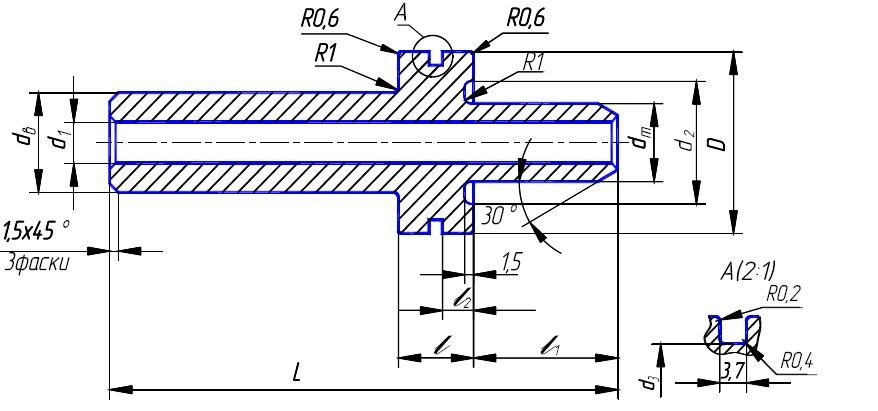 R0,6
A
R0,6
R1
R1
dв
d1
dm
d2
D
30°
1,5x45°
3фаски
1,5
l2
l
l1
L
A(2:1)
R0,2
R0,4
3,7
d3